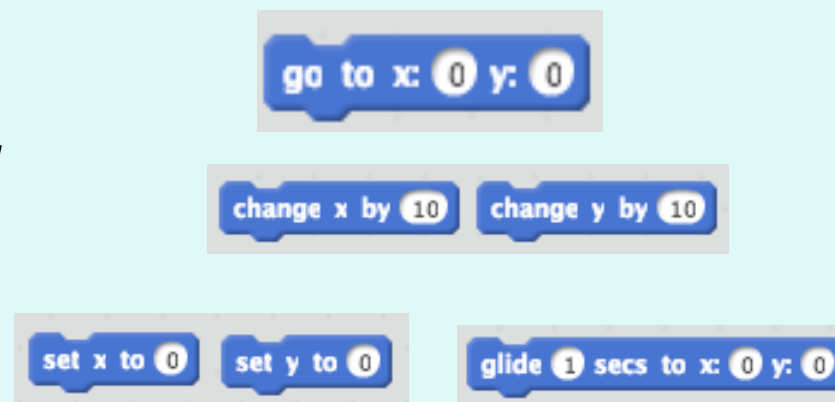 go to x: 0 y: 0
change x by 10 change y by 10
set x to 0 set y to 0 glide 1 secs to x: 0 y: 0